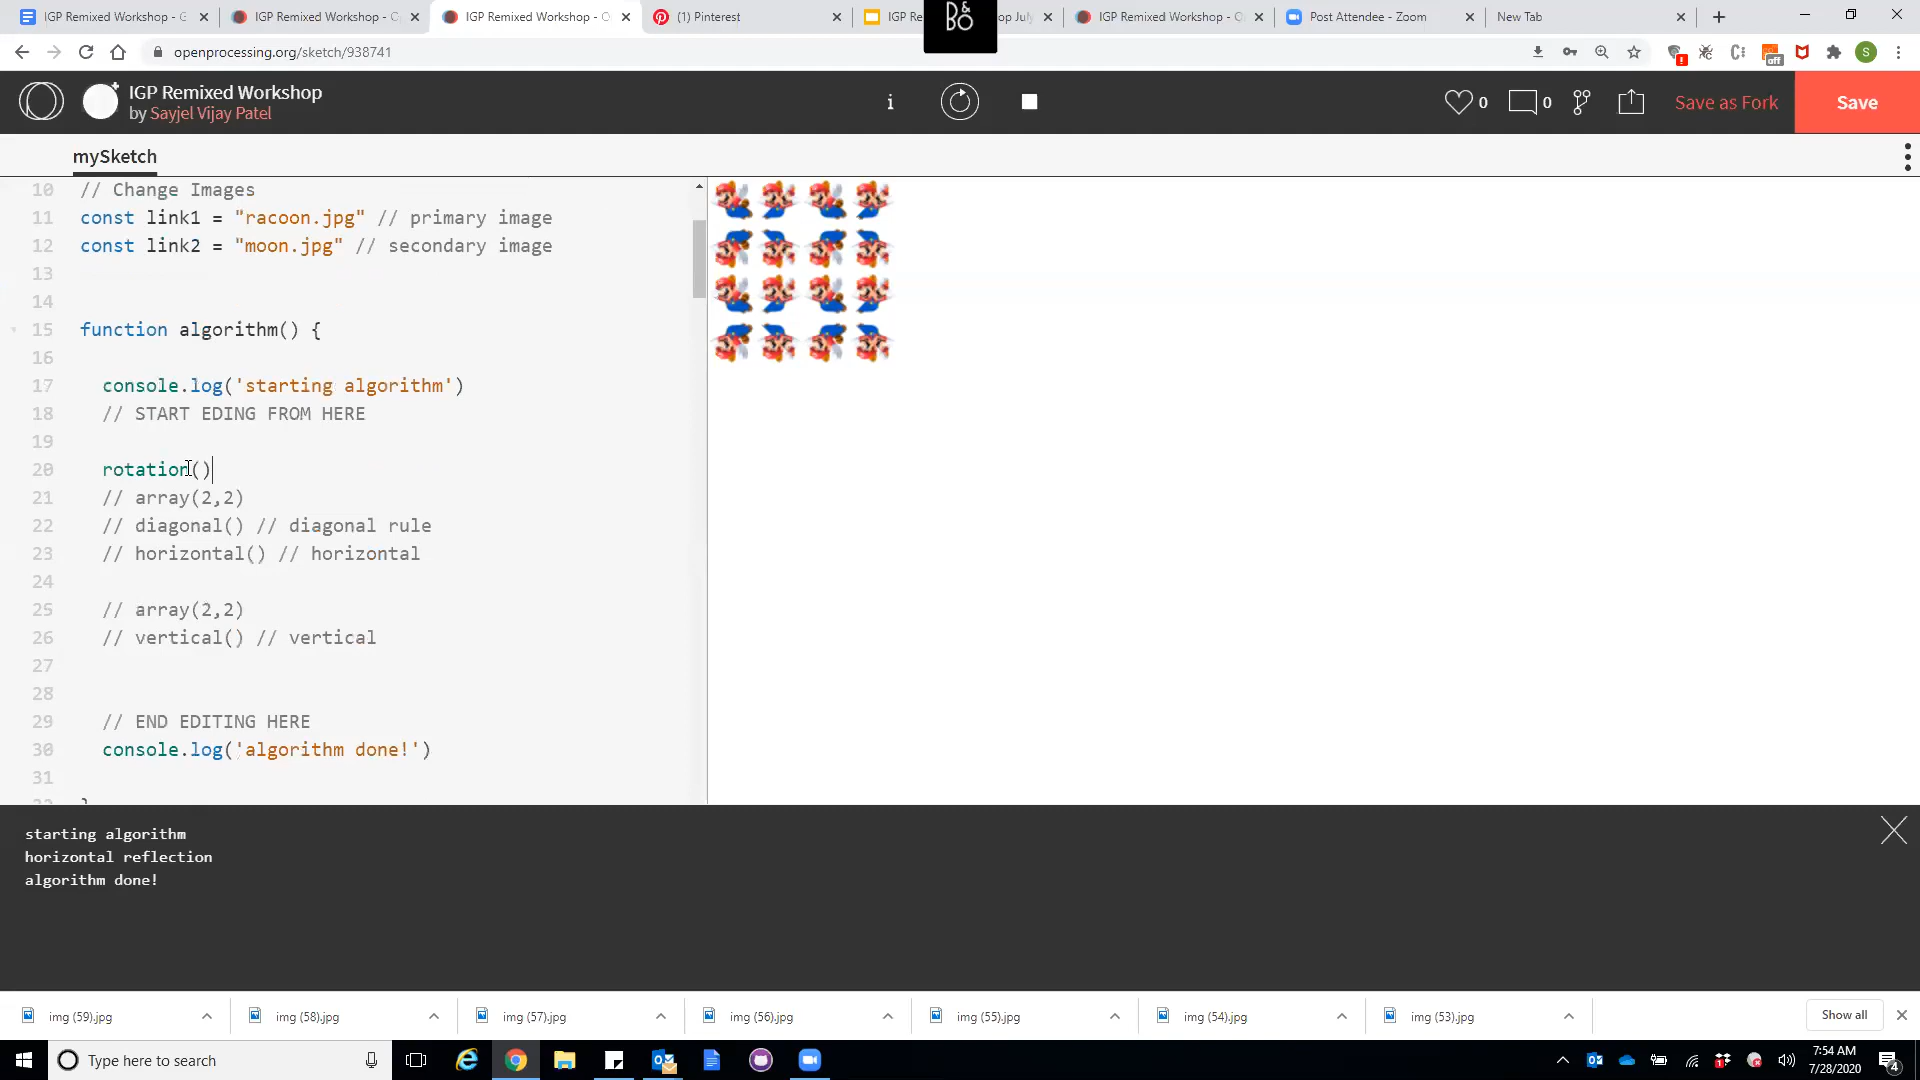 IGP Remixed Workshop - G
IGP Remixed Workshop - C
IGP Remixed Workshop - O
(1) Pinterest
IGP Re
op July
IGP Remixed Workshop - C
Post Attendee - Zoom
New Tab
B&O
openprocessing.org/sketch/938741
off
S
IGP Remixed Workshop
by Sayjel Vijay Patel
i
0
0
Save as Fork
Save
mySketch
10 // Change Images
11 const link1 = "racoon.jpg" // primary image
12 const link2 = "moon.jpg" // secondary image
13
14
15 function algorithm() {
16
17 console.log('starting algorithm')
18 // START EDING FROM HERE
19
20 rotation()
21 // array(2,2)
22 // diagonal() // diagonal rule
23 // horizontal() // horizontal
24
25 // array(2,2)
26 // vertical() // vertical
27
28
29 // END EDITING HERE
30 console.log('algorithm done!')
31
starting algorithm
horizontal reflection
algorithm done!
img (59).jpg
img (58).jpg
img (57).jpg
img (56).jpg
img (55).jpg
img (54).jpg
img (53).jpg
Show all
Type here to search
7:54 AM
7/28/2020
4